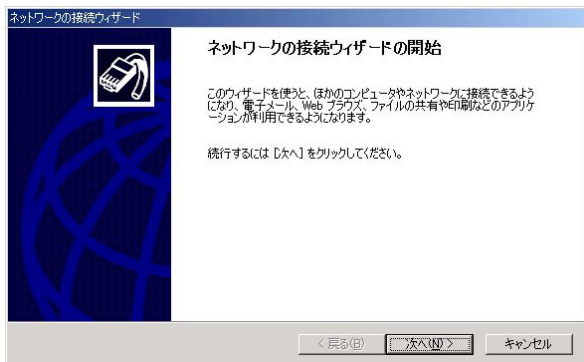 ネットワークの接続ウィザード
ネットワークの接続ウィザードの開始
このウィザードを使うと、ほかのコンピュータやネットワークに接続できるよう
になり、電子メール、Web ブラウズ、ファイルの共有や印刷などのアプリケ
ーションが利用できるようになります。
続行するには [次へ] をクリックしてください。
< 戻る(B)
次へ(N) >
キャンセル